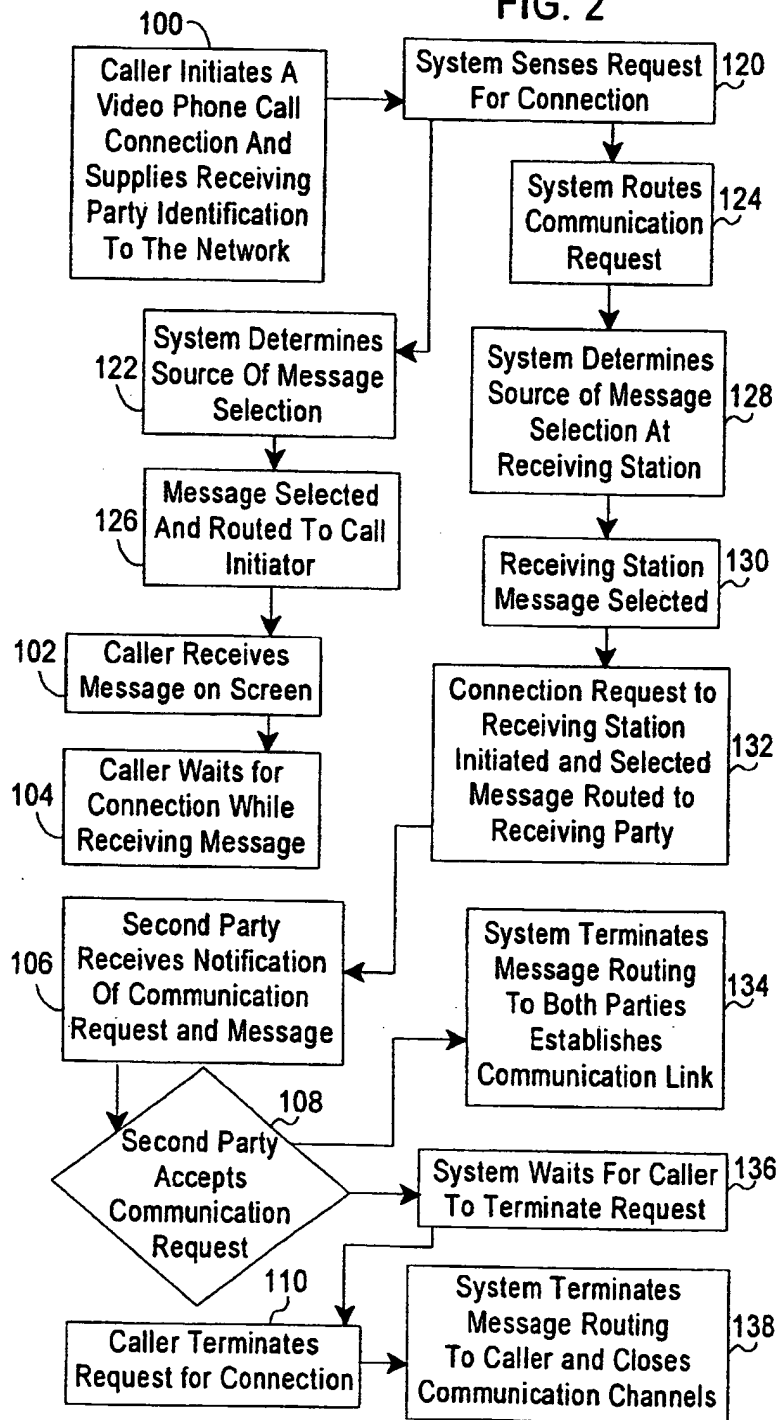 FIG. 2
100
Caller Initiates A
Video Phone Call
Connection And
Supplies Receiving
Party Identification
To The Network
System Senses Request
For Connection
120
System Routes
Communication
Request
124
System Determines
Source Of Message
Selection
122
System Determines
Source of Message
Selection At
Receiving Station
128
Message Selected
And Routed To Call
Initiator
126
Receiving Station
Message Selected
130
102
Caller Receives
Message on Screen
Connection Request to
Receiving Station
Initiated and Selected
Message Routed to
Receiving Party
132
104
Caller Waits for
Connection While
Receiving Message
106
Second Party
Receives Notification
Of Communication
Request and Message
System Terminates
Message Routing
To Both Parties
Establishes
Communication Link
134
108
Second Party
Accepts
Communication
Request
System Waits For Caller
To Terminate Request
136
110
Caller Terminates
Request for Connection
System Terminates
Message Routing
To Caller and Closes
Communication Channels
138